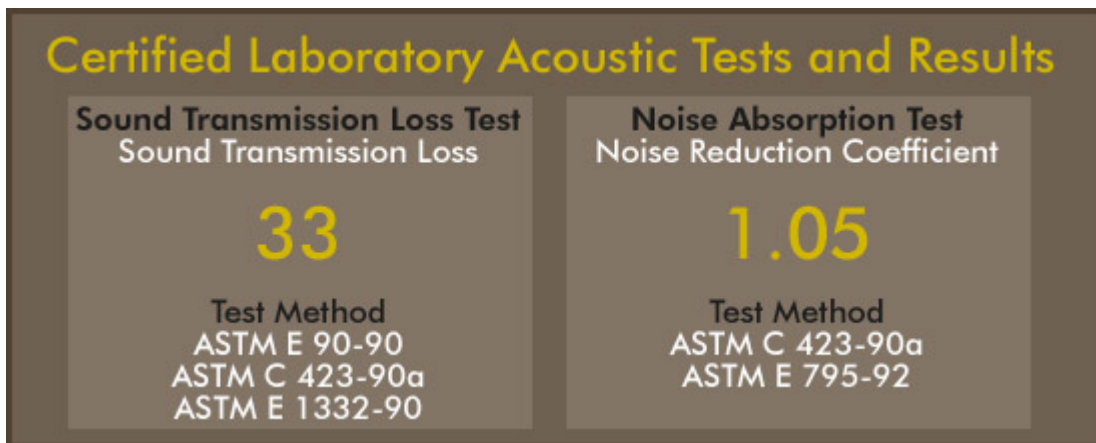 Certified Laboratory Acoustic Tests and Results
Sound Transmission Loss Test
Sound Transmission Loss
33
Test Method
ASTM E 90-90
ASTM C 423-90a
ASTM E 1332-90
Noise Absorption Test
Noise Reduction Coefficient
1.05
Test Method
ASTM C 423-90a
ASTM E 795-92